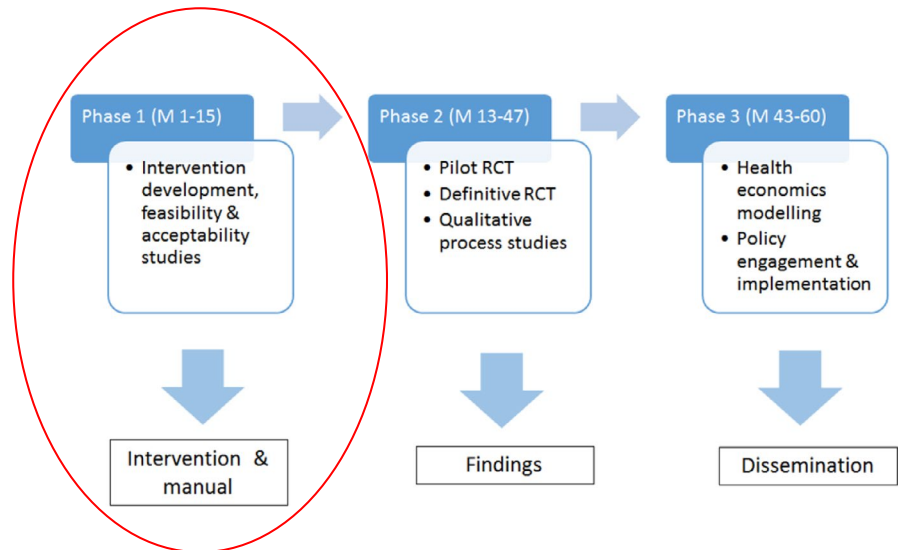 Phase 1 (M 1-15)
• Intervention
development,
feasibility &
acceptability
studies
Intervention &
manual
Phase 2 (M 13-47)
• Pilot RCT
• Definitive RCT
• Qualitative
process studies
Findings
Phase 3 (M 43-60)
• Health
economics
modelling
• Policy
engagement &
implementation
Dissemination